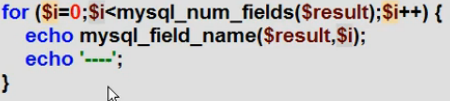 for ($i=0;$i<mysql_num_fields($result);$i++) {
echo mysql_field_name($result,$i);
echo '----';
}